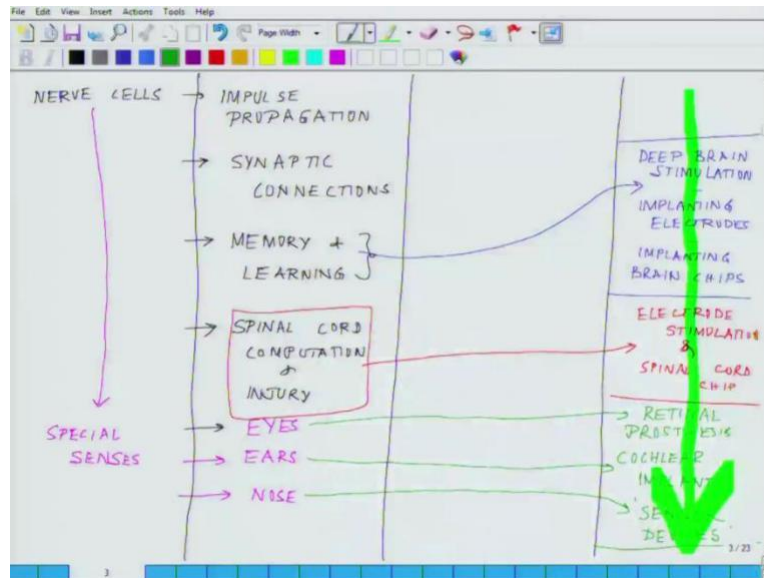 File Edit View Insert Actions Tools Help
Page Width
NERVE CELLS → IMPULSE
PROPAGATION
→ SYNAPTIC
CONNECTIONS
→ MEMORY +
LEARNING
→ SPINAL CORD
COMPUTATION
&
INJURY
SPECIAL
SENSES
→ EYES
→ EARS
→ NOSE
DEEP BRAIN
STIMULATION
IMPLANTING
ELECTRODES
IMPLANTING
BRAIN CHIPS
ELECTRODE
STIMULATION
&
SPINAL CORD
CHIP
RETINAL
PROSTHESIS
COCHLEAR
IMPLANT
DEVICES
3/23
3